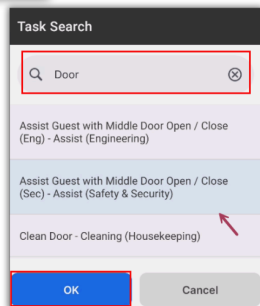 Task Search
Door
Assist Guest with Middle Door Open / Close
(Eng) - Assist (Engineering)
Assist Guest with Middle Door Open / Close
(Sec) - Assist (Safety & Security)
Clean Door - Cleaning (Housekeeping)
OK
Cancel